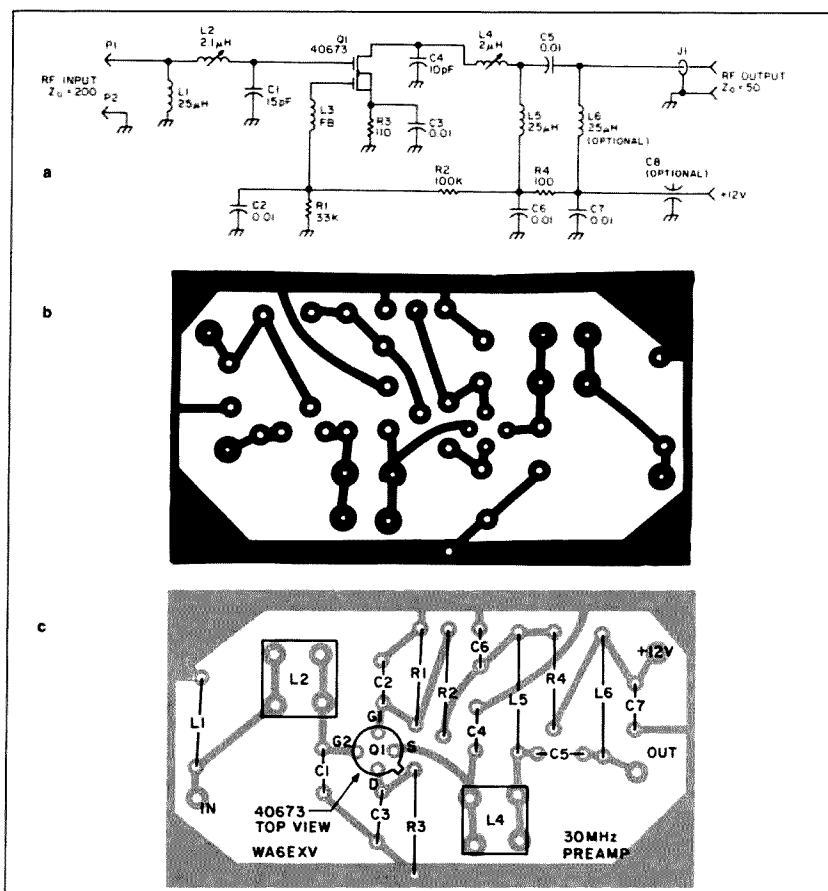 a
P1
RF INPUT
Zo=200
P2
L1
25µH
L2
2.1µH
C1
15pF
Q1
40673
L3
FB
R3
110
C3
0.01
C4
10pF
L4
2µH
C5
0.01
L5
25µH
L6
25µH
(OPTIONAL)
J1
RF OUTPUT
Zo=50
C2
0.01
R1
33K
R2
100K
R4
100
C6
0.01
C7
0.01
C8
(OPTIONAL)
+12V
b
c
L1
IN
L2
C2
R1
R2
C6
L5
R4
L6
+12V
C7
G1
G2
Q1
S
D
C1
C3
R3
C4
C5
OUT
L4
40673
TOP VIEW
WA6EXV
30MHz
PREAMP